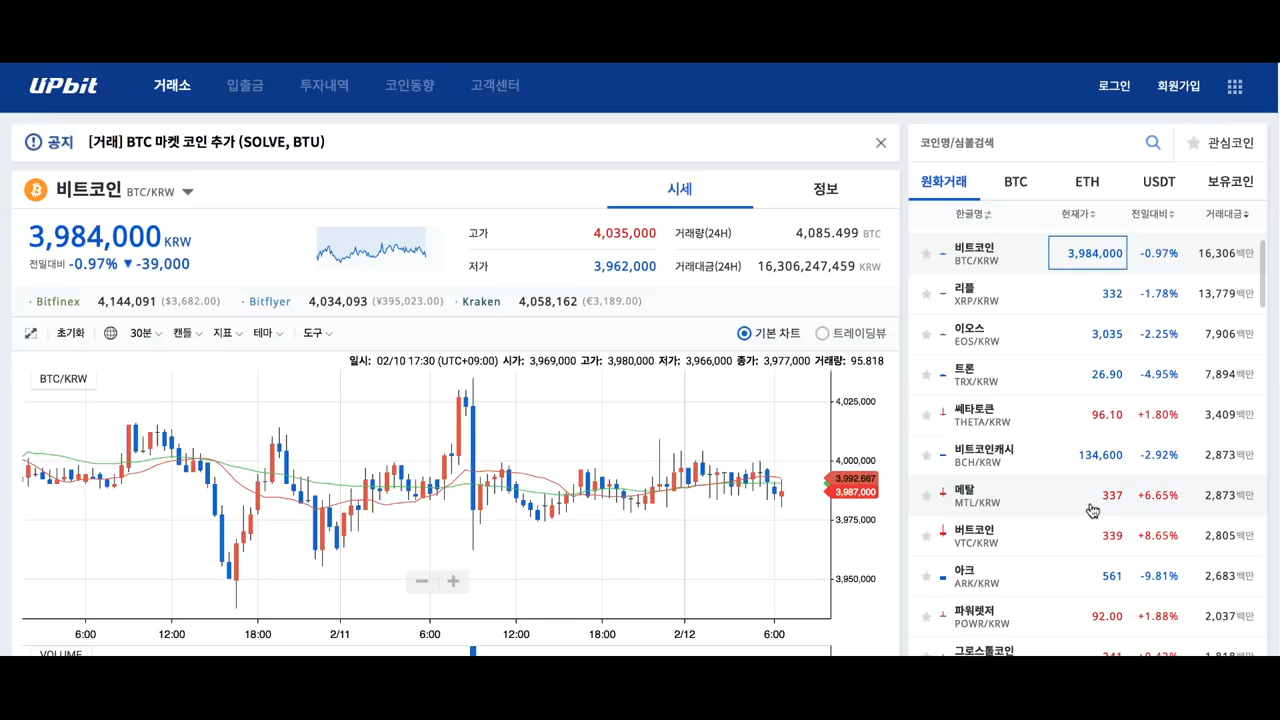 UPbit 거래소 입출금 투자내역 코인동향 고객센터 로그인 회원가입
공지 [거래] BTC 마켓 코인 추가 (SOLVE, BTU)
비트코인 BTC/KRW 시세 정보
3,984,000 KRW
전일대비 -0.97% ▼ -39,000
고가 4,035,000 거래량(24H) 4,085.499 BTC
저가 3,962,000 거래대금(24H) 16,306,247,459 KRW
· Bitfinex 4,144,091 ($3,682.00) · Bitflyer 4,034,093 (¥395,023.00) · Kraken 4,058,162 (€3,189.00)
초기화 30분 캔들 지표 테마 도구 기본 차트 트레이딩뷰
일시: 02/10 17:30 (UTC+09:00) 시가: 3,969,000 고가: 3,980,000 저가: 3,966,000 종가: 3,977,000 거래량: 95.818
BTC/KRW
4,025,000
4,000,000
3,992,667
3,987,000
3,975,000
3,950,000
− +
6:00 12:00 18:00 2/11 6:00 12:00 18:00 2/12 6:00
VOLUME
코인명/심볼검색 관심코인
원화거래 BTC ETH USDT 보유코인
한글명 현재가 전일대비 거래대금
비트코인 3,984,000 -0.97% 16,306백만
BTC/KRW
리플 332 -1.78% 13,779백만
XRP/KRW
이오스 3,035 -2.25% 7,906백만
EOS/KRW
트론 26.90 -4.95% 7,894백만
TRX/KRW
쎄타토큰 96.10 +1.80% 3,409백만
THETA/KRW
비트코인캐시 134,600 -2.92% 2,873백만
BCH/KRW
메탈 337 +6.65% 2,873백만
MTL/KRW
버트코인 339 +8.65% 2,805백만
VTC/KRW
아크 561 -9.81% 2,683백만
ARK/KRW
파워렛저 92.00 +1.88% 2,037백만
POWR/KRW
그로스톨코인